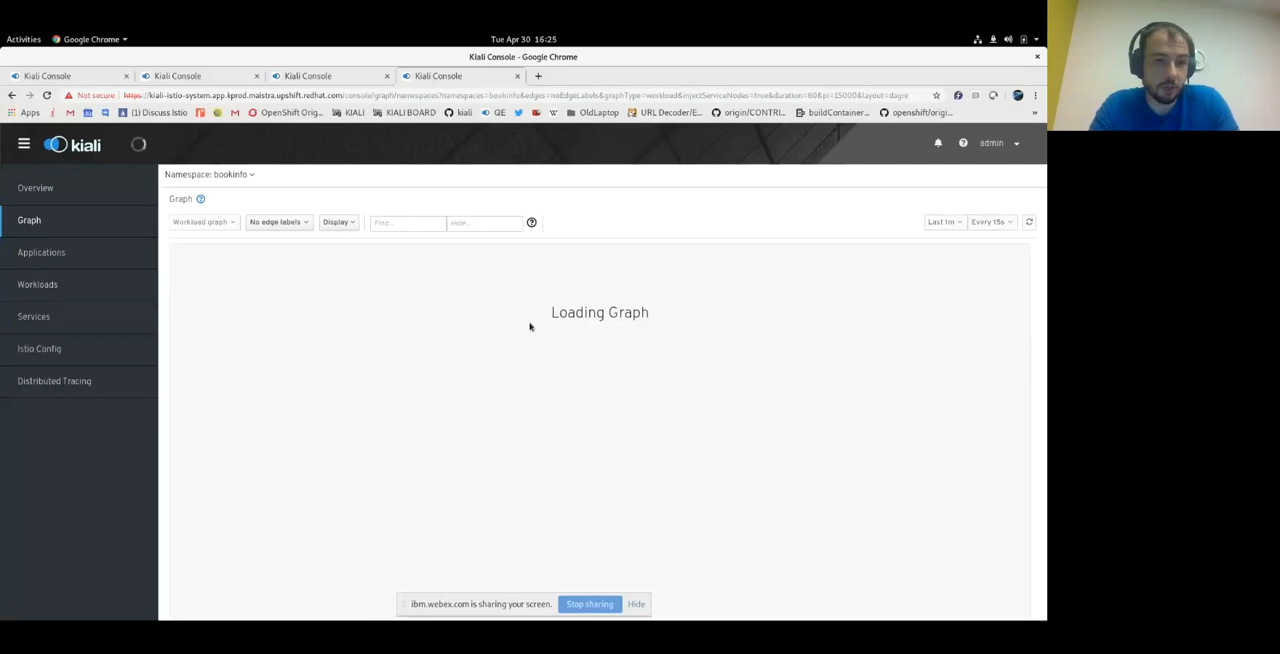 Activities Google Chrome Tue Apr 30 16:25
Kiali Console - Google Chrome
Kiali Console Kiali Console Kiali Console Kiali Console
Not secure https://kiali-istio-system.app.kprod.maistra.upshift.redhat.com/console/graph/namespaces?namespaces=bookinfo&edges=noEdgeLabels&graphType=workload&injectServiceNodes=true&duration=60&pi=15000&layout=dagre
Apps (1) Discuss Istio OpenShift Orig... KIALI KIALI BOARD kiali QE OldLaptop URL Decoder/E... origin/CONTRI... buildContainer... openshift/origi... »
kiali admin
Namespace: bookinfo
Overview
Graph
Graph
Workload graph No edge labels Display Find... Hide... Last 1m Every 15s
Applications
Workloads
Services
Istio Config
Distributed Tracing
Loading Graph
ibm.webex.com is sharing your screen. Stop sharing Hide